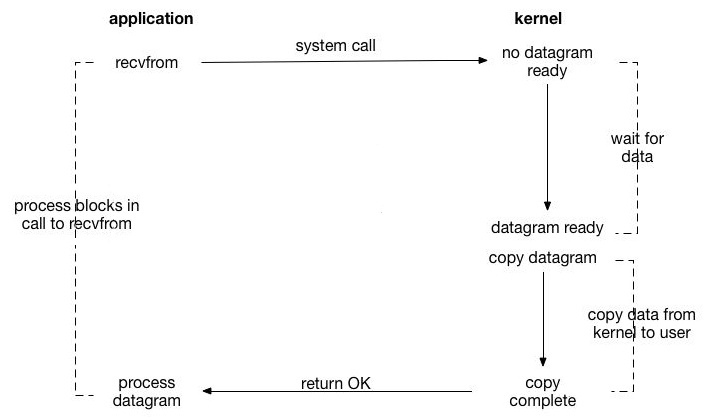 application
kernel
system call
recvfrom
no datagram
ready
wait for
data
process blocks in
call to recvfrom
datagram ready
copy datagram
copy data from
kernel to user
process
datagram
return OK
copy
complete